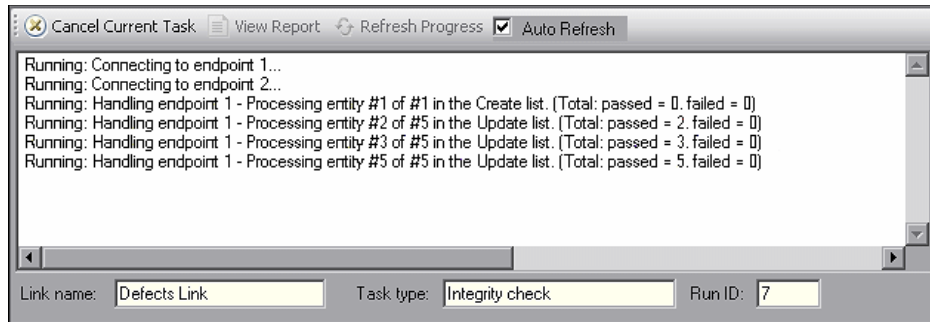 Cancel Current Task View Report Refresh Progress Auto Refresh
Running: Connecting to endpoint 1...
Running: Connecting to endpoint 2...
Running: Handling endpoint 1 - Processing entity #1 of #1 in the Create list. (Total: passed = 0. failed = 0)
Running: Handling endpoint 1 - Processing entity #2 of #5 in the Update list. (Total: passed = 2. failed = 0)
Running: Handling endpoint 1 - Processing entity #3 of #5 in the Update list. (Total: passed = 3. failed = 0)
Running: Handling endpoint 1 - Processing entity #5 of #5 in the Update list. (Total: passed = 5. failed = 0)
Link name: Defects Link Task type: Integrity check Run ID: 7